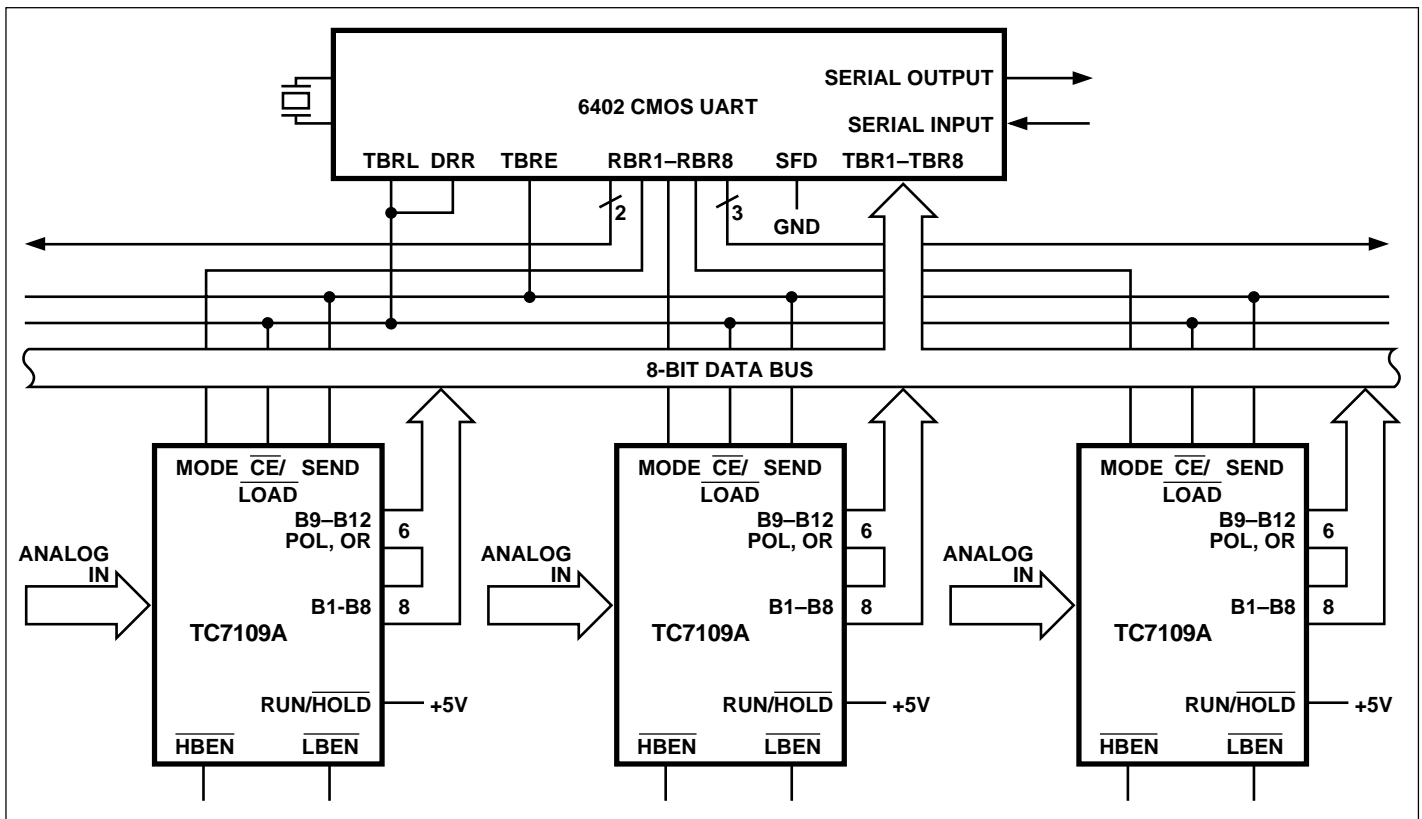 SERIAL OUTPUT
6402 CMOS UART
SERIAL INPUT
TBRL DRR TBRE RBR1–RBR8 SFD TBR1–TBR8
2 3
GND
8-BIT DATA BUS
MODE CE/ SEND
LOAD
B9–B12
POL, OR
6
ANALOG
IN
B1-B8 8
TC7109A
RUN/HOLD +5V
HBEN LBEN
MODE CE/ SEND
LOAD
B9–B12
POL, OR
6
ANALOG
IN
B1–B8 8
TC7109A
RUN/HOLD +5V
HBEN LBEN
MODE CE/ SEND
LOAD
B9–B12
POL, OR
6
ANALOG
IN
B1–B8 8
TC7109A
RUN/HOLD +5V
HBEN LBEN